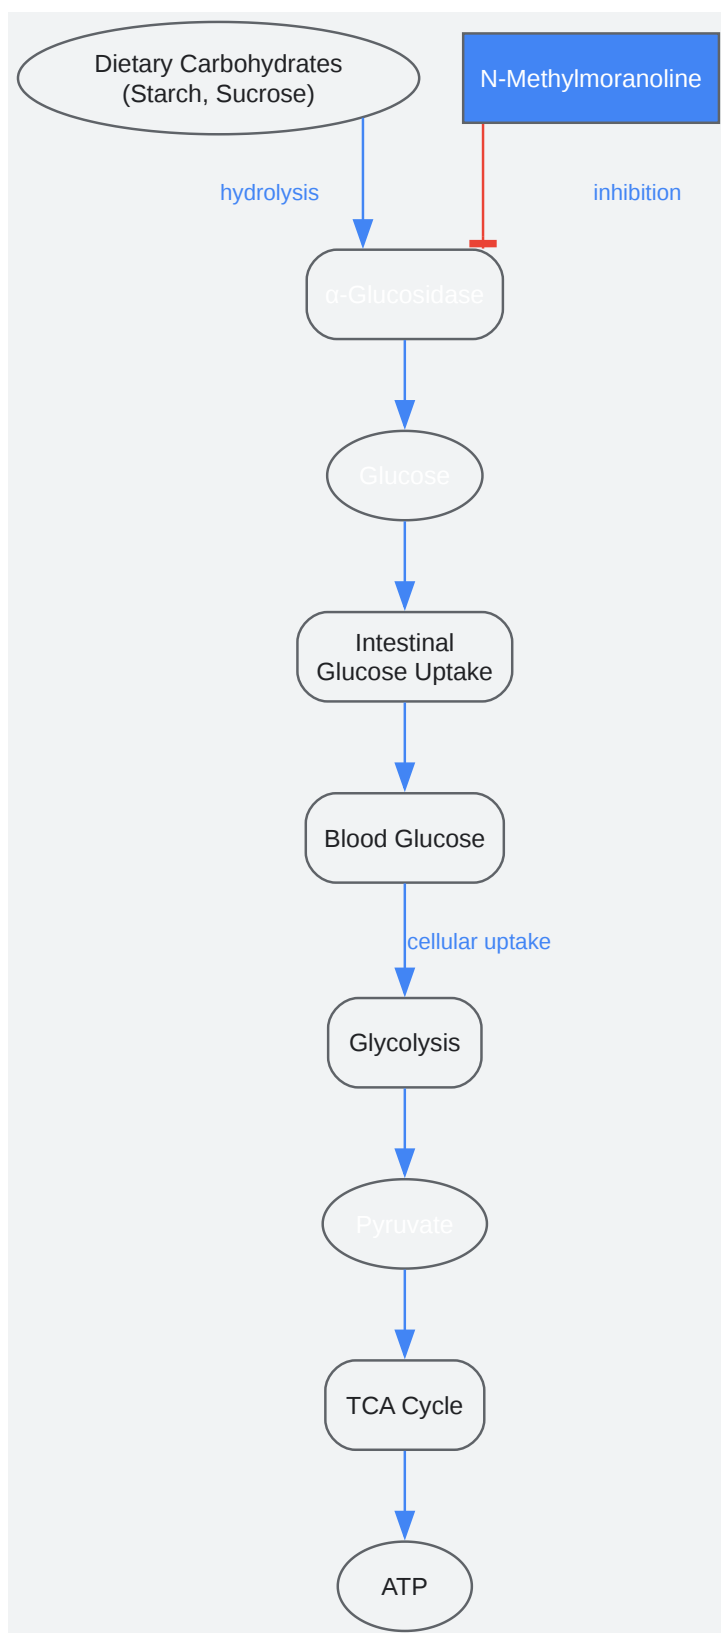 Dietary Carbohydrates
(Starch, Sucrose)
N-Methylmoranoline
hydrolysis
inhibition
α-Glucosidase
Glucose
Intestinal
Glucose Uptake
Blood Glucose
cellular uptake
Glycolysis
Pyruvate
TCA Cycle
ATP